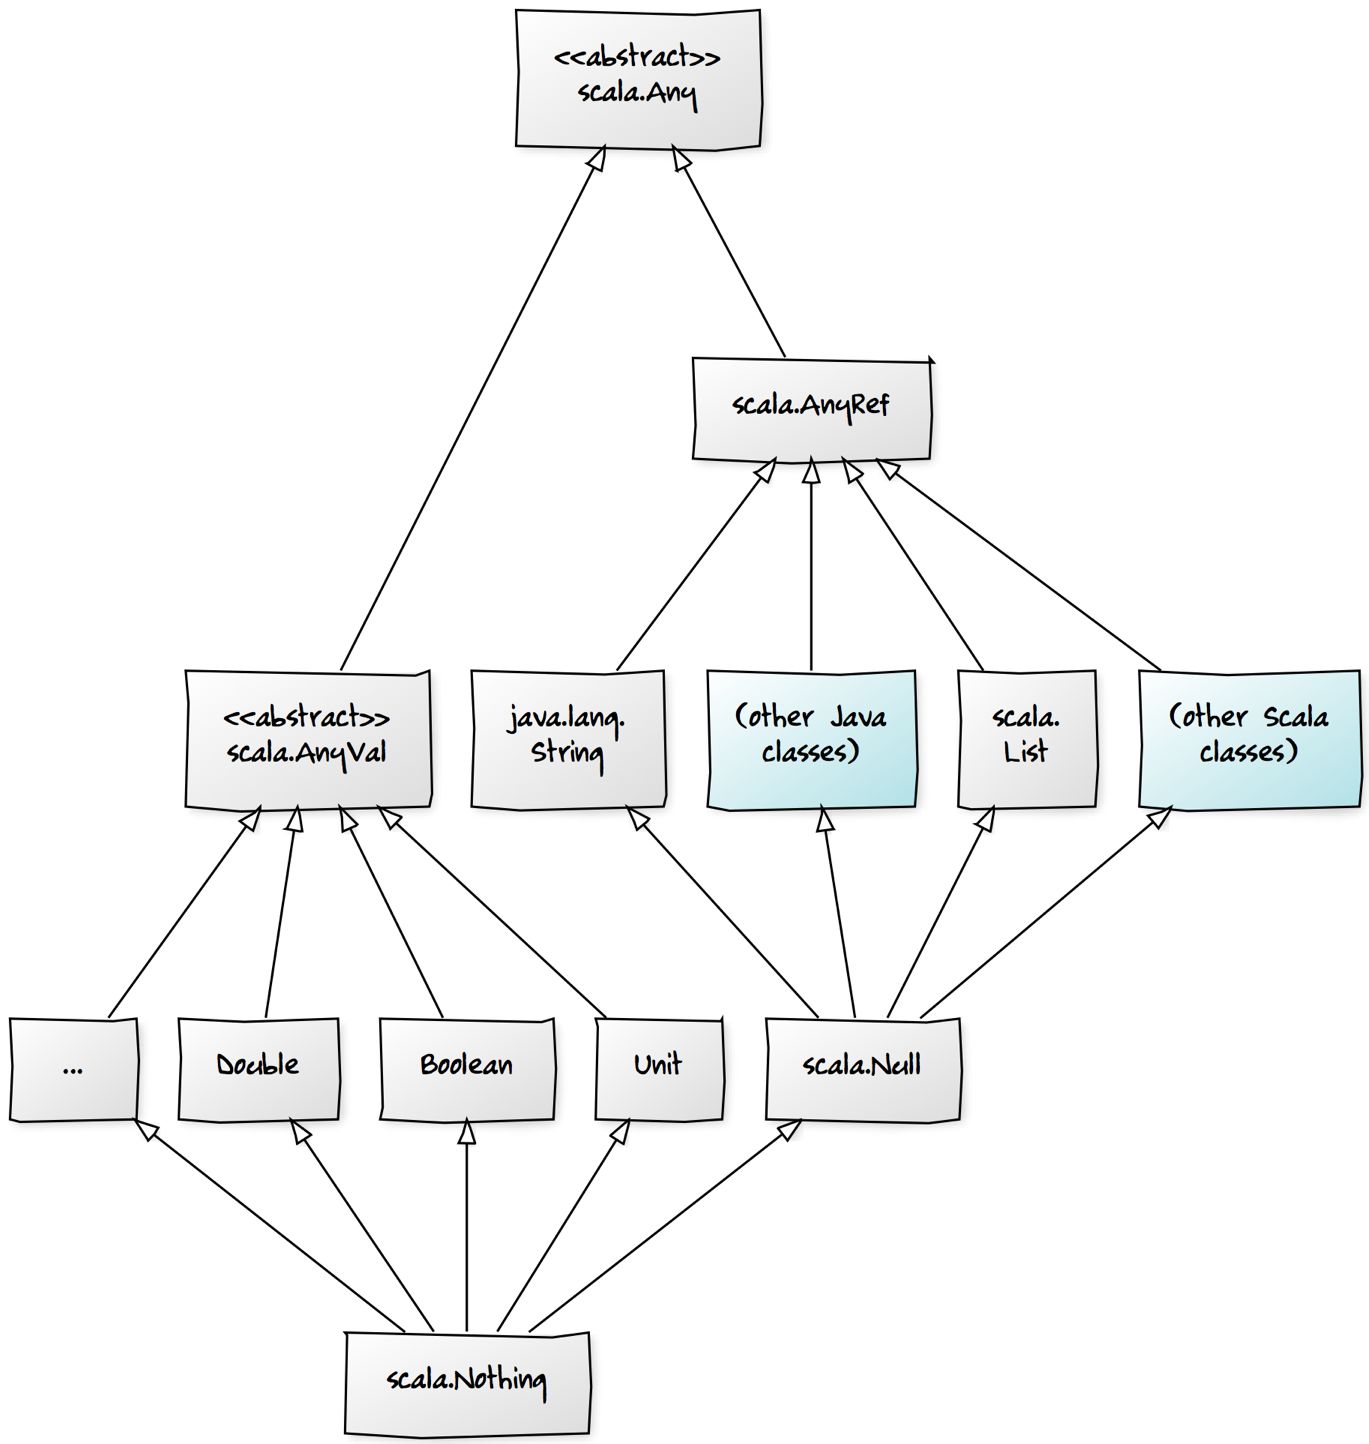 <<abstract>>
scala.Any
scala.AnyRef
<<abstract>>
scala.AnyVal
java.lang.
String
(other Java
classes)
scala.
List
(other Scala
classes)
...
Double
Boolean
Unit
scala.Null
scala.Nothing